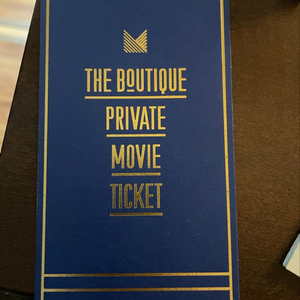 THE BOUTIQUE
PRIVATE
MOVIE
TICKET